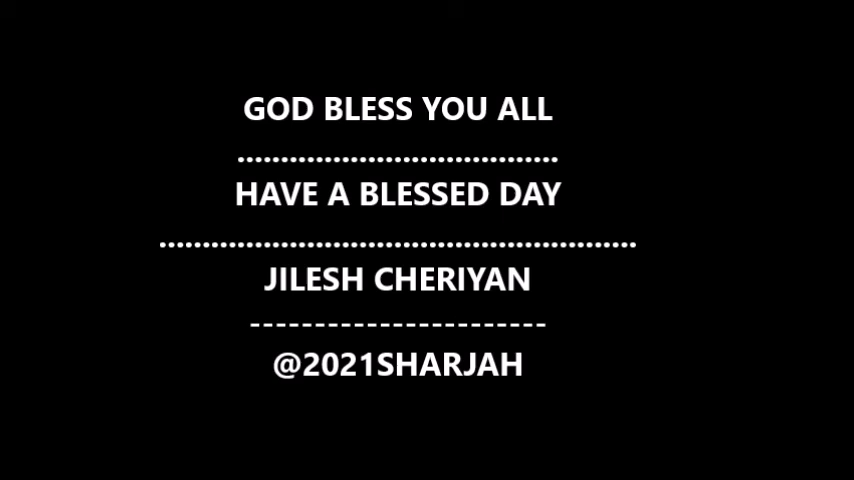 GOD BLESS YOU ALL
.....................................
HAVE A BLESSED DAY
.......................................................
JILESH CHERIYAN
-----------------------
@2021SHARJAH